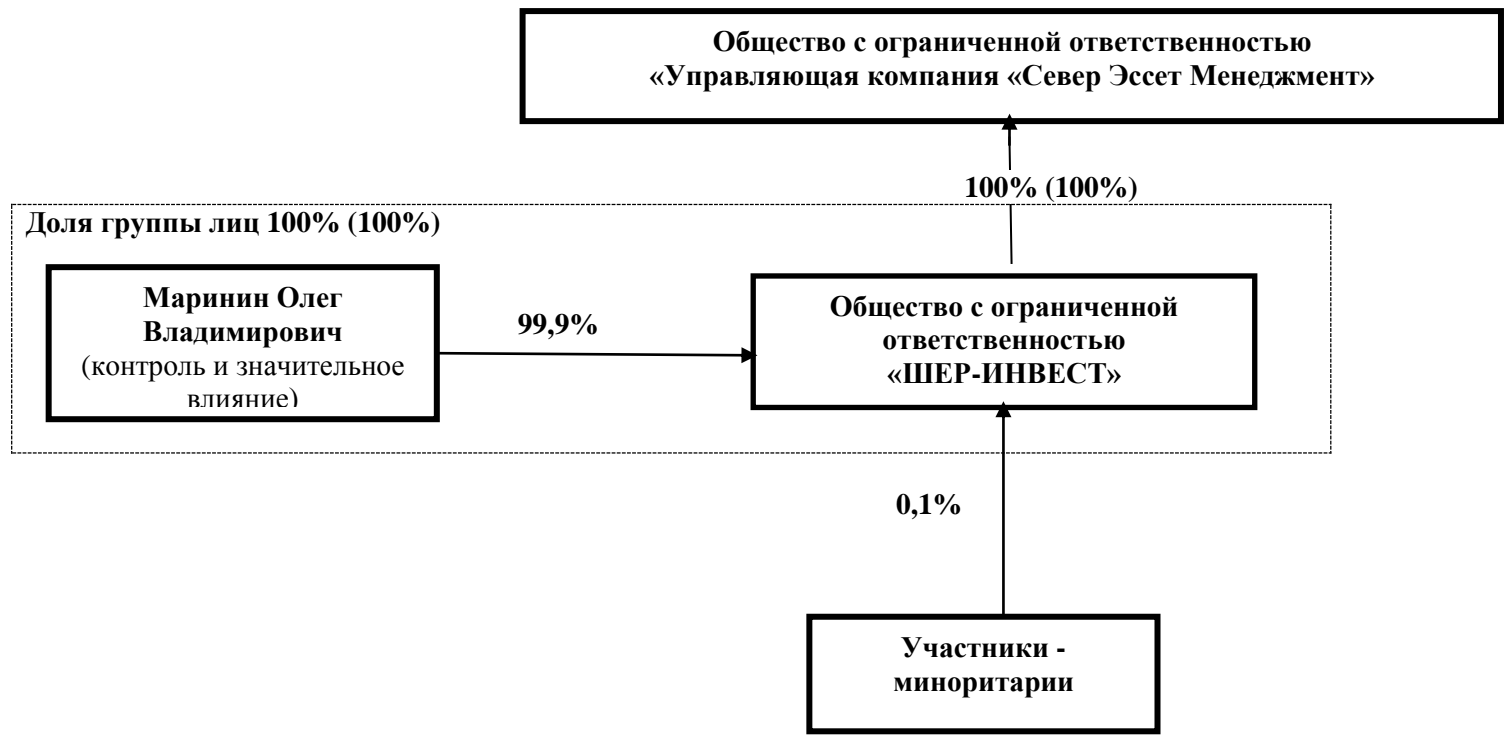 Общество с ограниченной ответственностью
«Управляющая компания «Север Эссет Менеджмент»
100% (100%)
Доля группы лиц 100% (100%)
Маринин Олег
Владимирович
(контроль и значительное
влияние)
99,9%
Общество с ограниченной
ответственностью
«ШЕР-ИНВЕСТ»
0,1%
Участники -
миноритарии